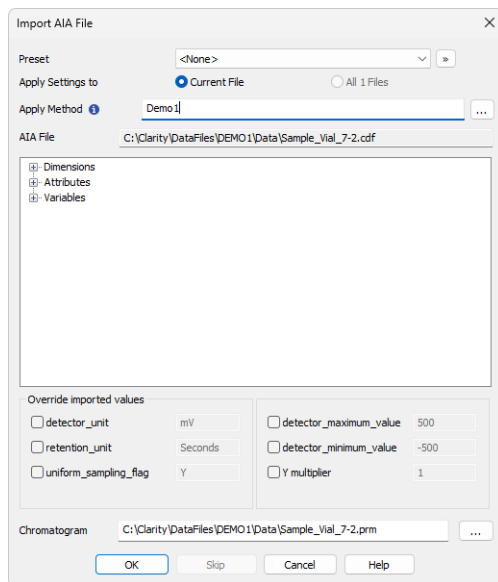 Import AIA File
Preset <None> »
Apply Settings to Current File All 1 Files
Apply Method Demo1 ...
AIA File C:\Clarity\DataFiles\DEMO1\Data\Sample_Vial_7-2.cdf
Dimensions
Attributes
Variables
Override imported values
detector_unit mV detector_maximum_value 500
retention_unit Seconds detector_minimum_value -500
uniform_sampling_flag Y Y multiplier 1
Chromatogram C:\Clarity\DataFiles\DEMO1\Data\Sample_Vial_7-2.prm ...
OK Skip Cancel Help